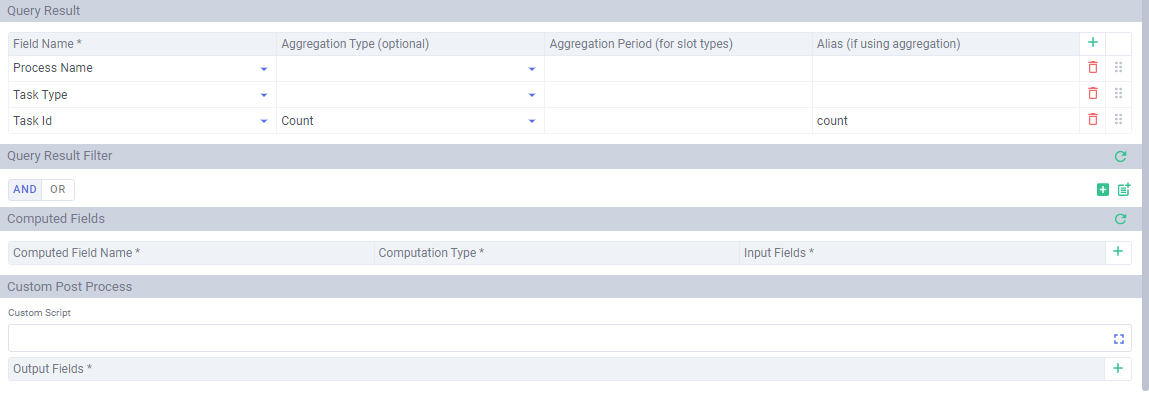 Query Result
Field Name * Aggregation Type (optional) Aggregation Period (for slot types) Alias (if using aggregation)
Process Name
Task Type
Task Id Count count
Query Result Filter
AND OR
Computed Fields
Computed Field Name * Computation Type * Input Fields *
Custom Post Process
Custom Script
Output Fields *